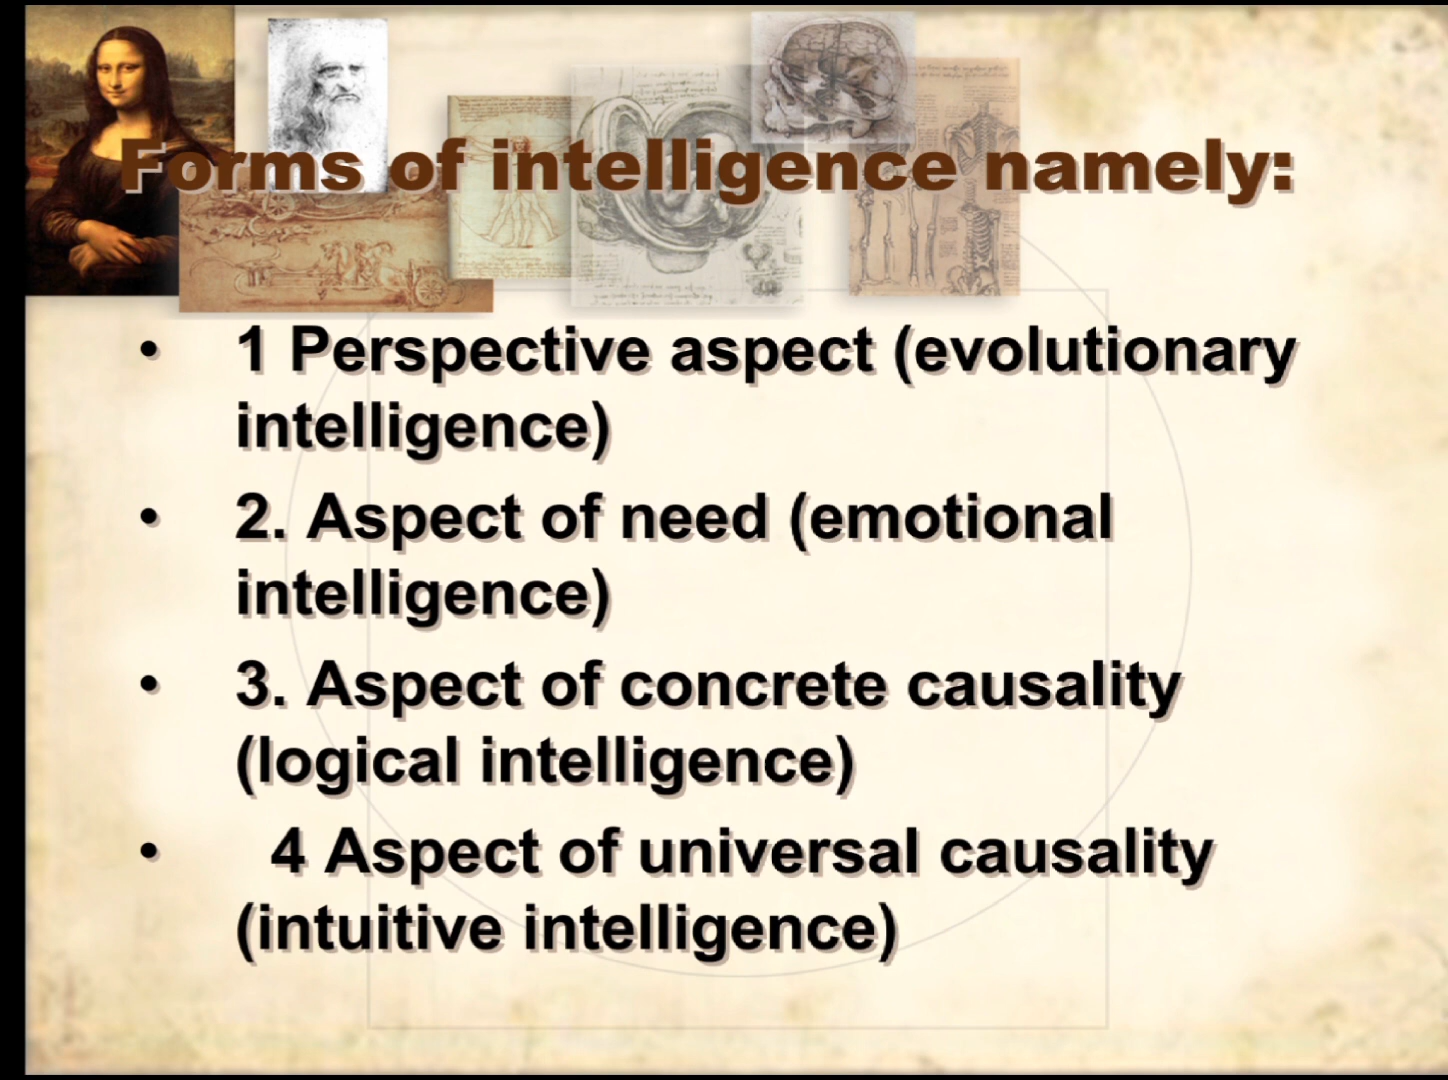 Forms of intelligence namely:
• 1 Perspective aspect (evolutionary
intelligence)
• 2. Aspect of need (emotional
intelligence)
• 3. Aspect of concrete causality
(logical intelligence)
• 4 Aspect of universal causality
(intuitive intelligence)